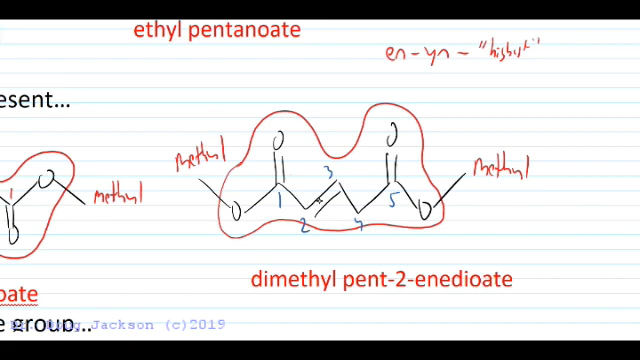 ethyl pentanoate
en-yn-"highest"
esent...
methyl
O
O
methyl
methyl
O
3
1
5
O
O
2
4
O
dimethyl pent-2-enedioate
oate
Jackson (c)2019
e group...